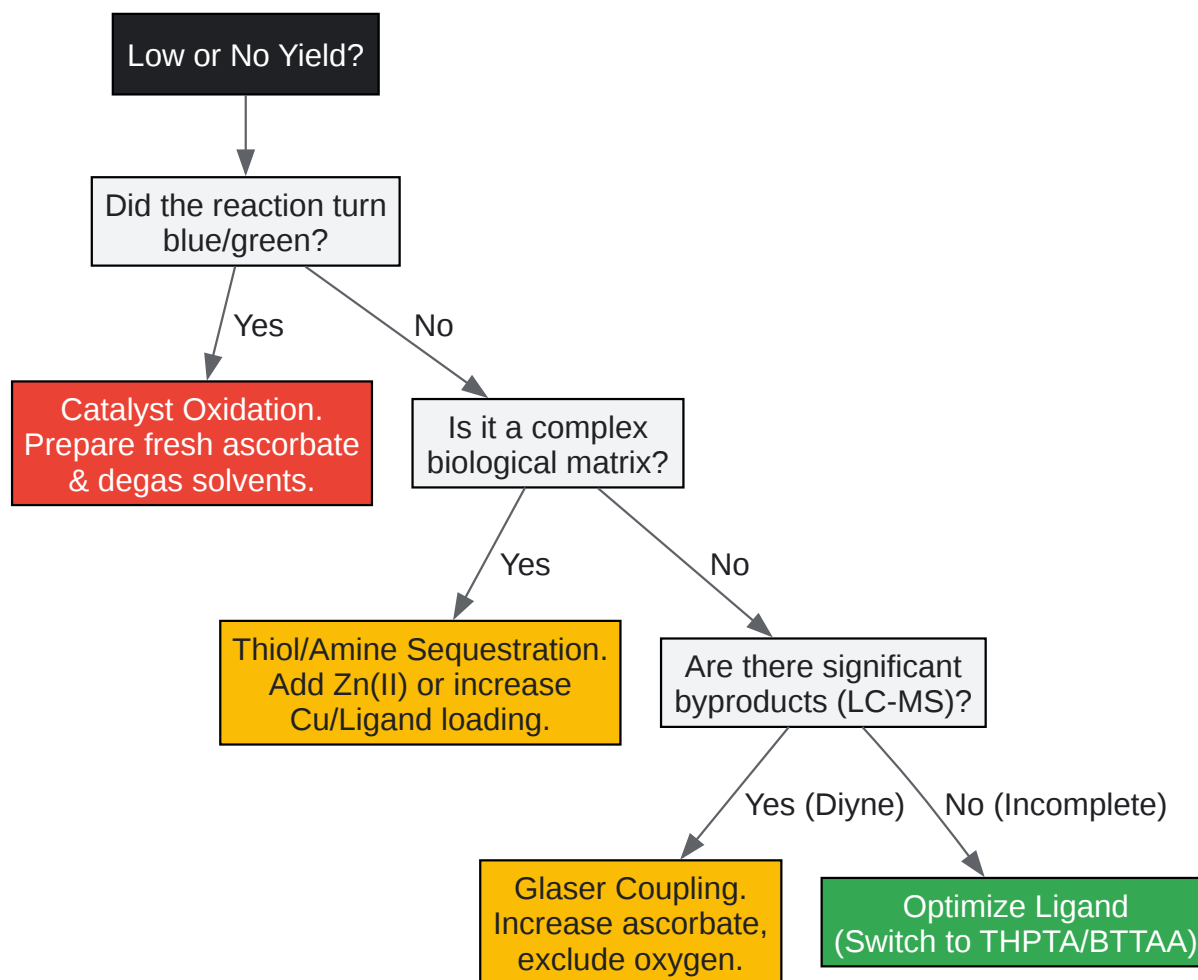 Low or No Yield?
Did the reaction turn
blue/green?
Yes
No
Catalyst Oxidation.
Prepare fresh ascorbate
& degas solvents.
Is it a complex
biological matrix?
Yes
No
Thiol/Amine Sequestration.
Add Zn(II) or increase
Cu/Ligand loading.
Are there significant
byproducts (LC-MS)?
Yes (Diyne)
No (Incomplete)
Glaser Coupling.
Increase ascorbate,
exclude oxygen.
Optimize Ligand
(Switch to THPTA/BTTAA)